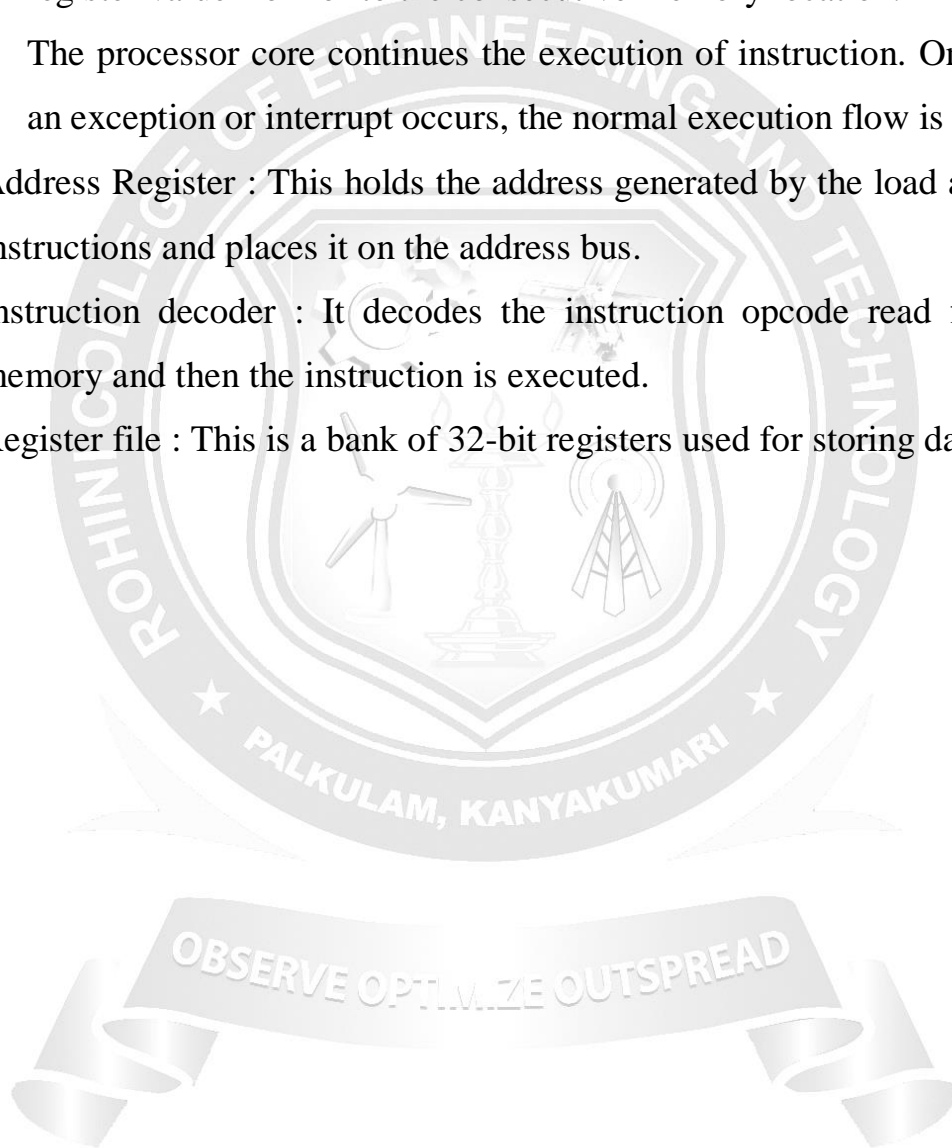 The processor core continues the execution of instruction. On
an exception or interrupt occurs, the normal execution flow is
Address Register : This holds the address generated by the load a
nstructions and places it on the address bus.
nstruction decoder : It decodes the instruction opcode read
memory and then the instruction is executed.
Register file : This is a bank of 32-bit registers used for storing da
ROHINI COLLEGE OF ENGINEERING AND TECHNOLOGY
PALKULAM, KANYAKUMARI
OBSERVE OPTIMIZE OUTSPREAD